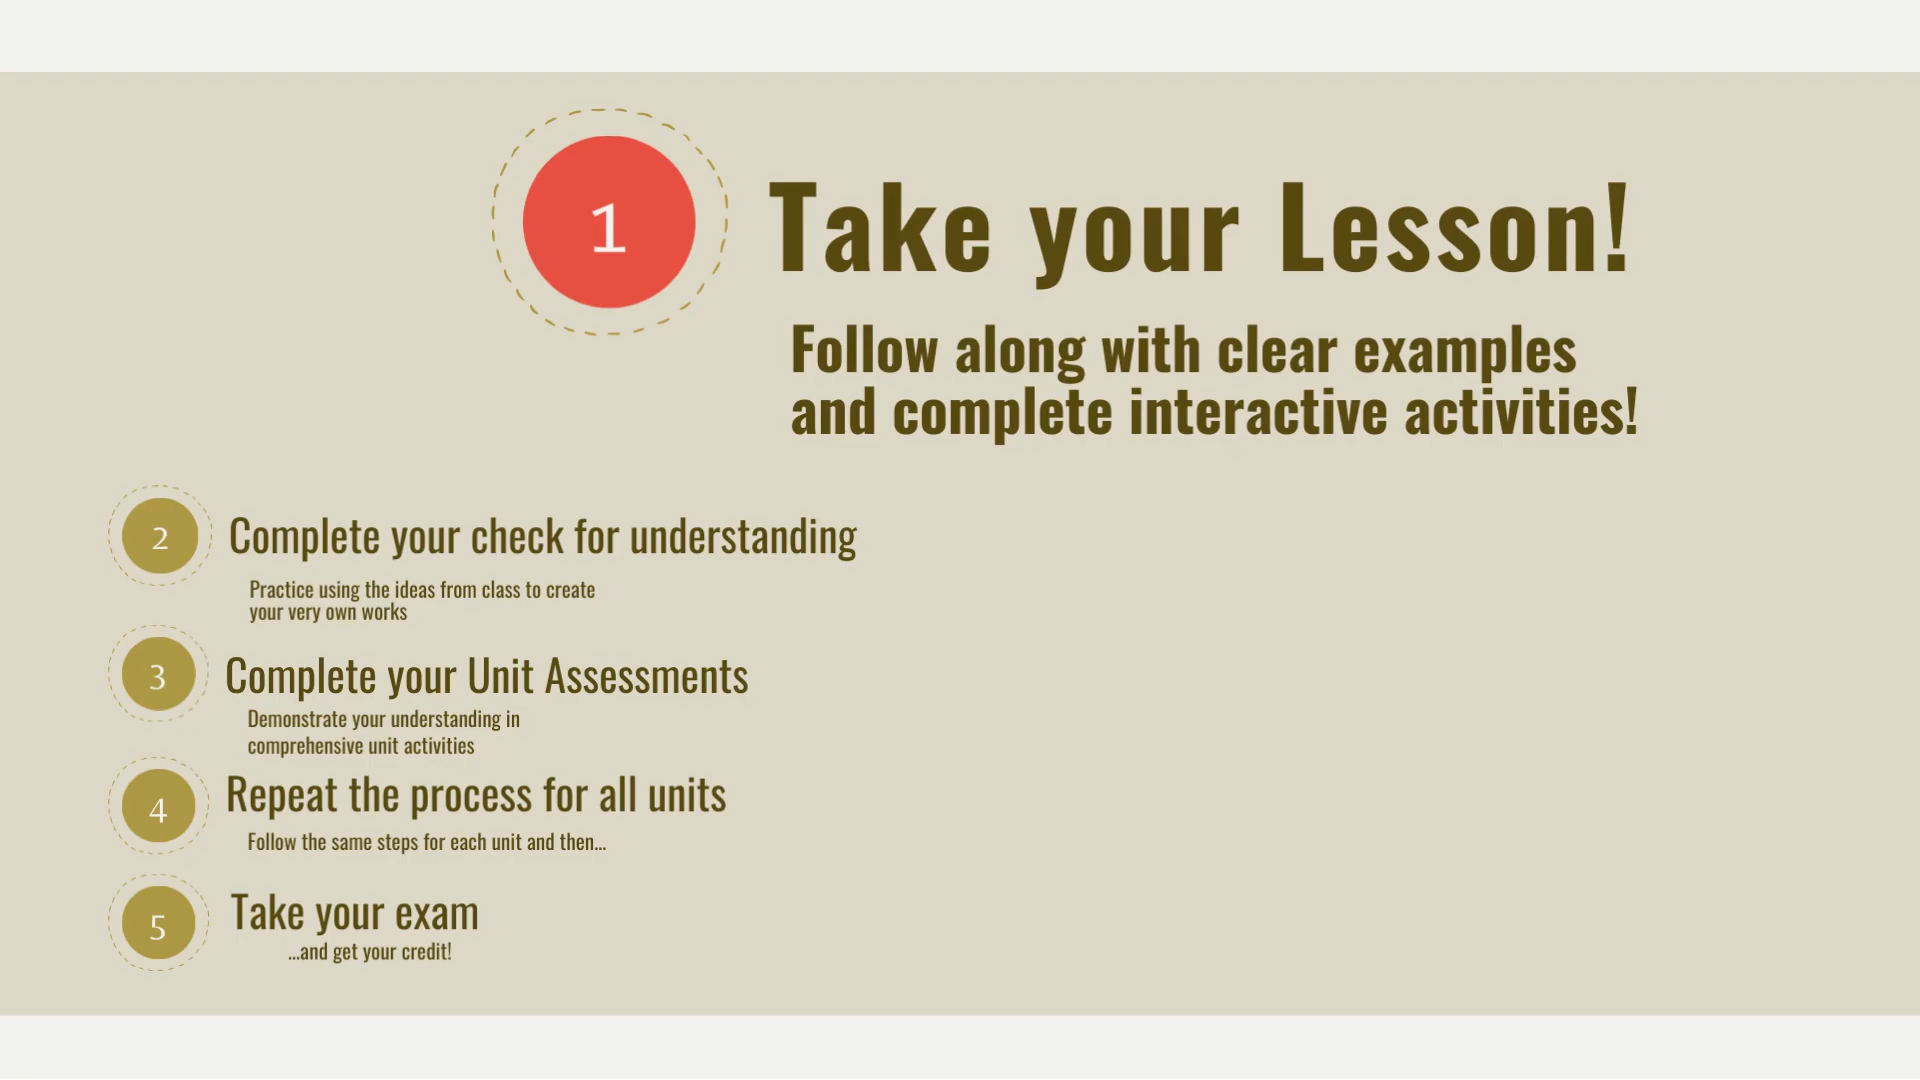 1
Take your Lesson!
Follow along with clear examples
and complete interactive activities!
2
Complete your check for understanding
Practice using the ideas from class to create
your very own works
3
Complete your Unit Assessments
Demonstrate your understanding in
comprehensive unit activities
4
Repeat the process for all units
Follow the same steps for each unit and then...
5
Take your exam
...and get your credit!